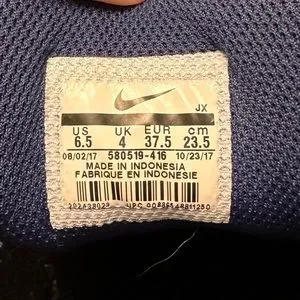 JX
US UK EUR cm
6.5 4 37.5 23.5
08/02/17 580519-416 10/23/17
MADE IN INDONESIA
FABRIQUE EN INDONESIE
UPC